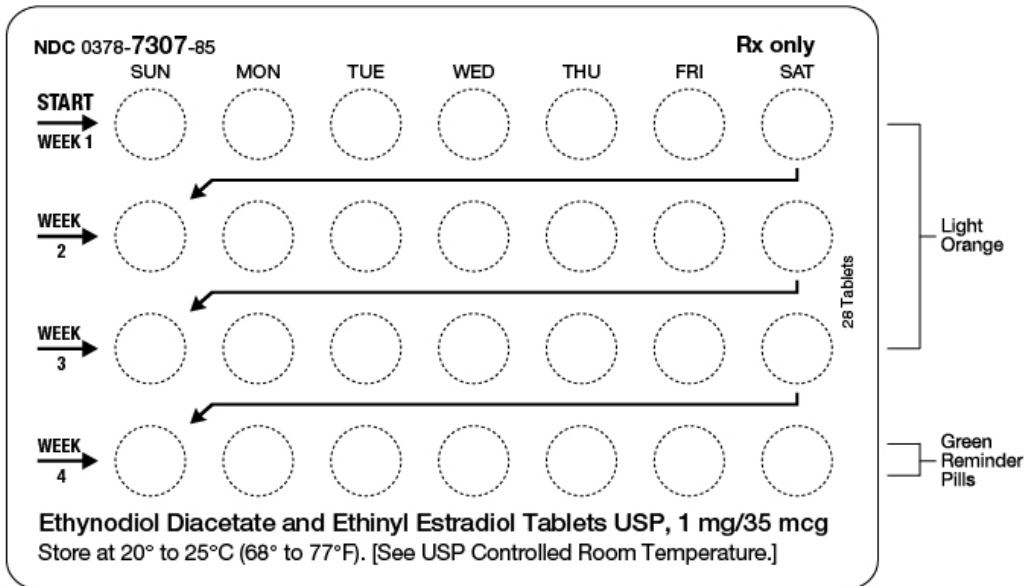 NDC 0378-7307-85
Rx only
SUN MON TUE WED THU FRI SAT
START
WEEK 1
WEEK
2
WEEK
3
WEEK
4
28 Tablets
Light
Orange
Green
Reminder
Pills
Ethynodiol Diacetate and Ethinyl Estradiol Tablets USP, 1 mg/35 mcg
Store at 20° to 25°C (68° to 77°F). [See USP Controlled Room Temperature.]